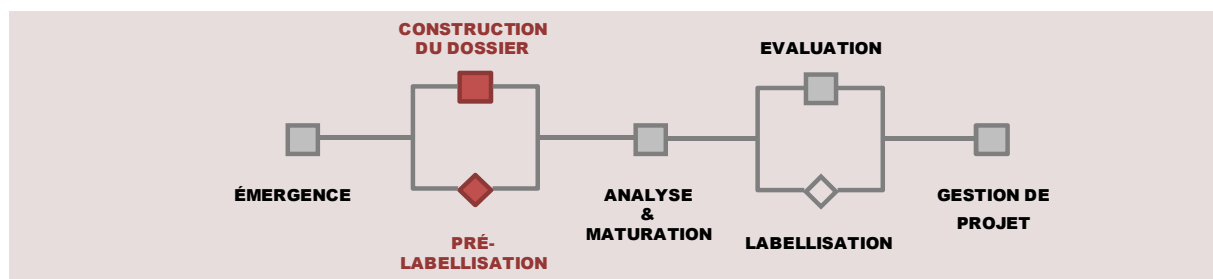 CONSTRUCTION
DU DOSSIER
EVALUATION
ÉMERGENCE
ANALYSE
&
MATURATION
GESTION DE
PROJET
PRÉ-
LABELLISATION
LABELLISATION